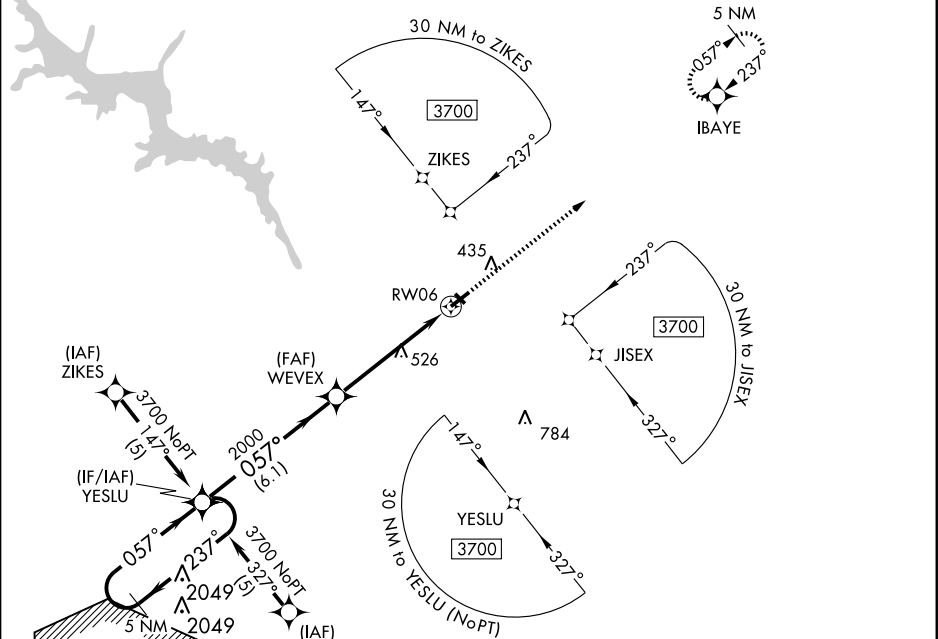 5 NM
057°
237°
IBAYE
30 NM to ZIKES
147°
3700
237°
ZIKES
435
RW06
237°
3700
JISEX
30 NM to JISEX
327°
(IAF)
ZIKES
3700 NoPT
147°
(5)
(FAF)
WEVEX
526
2000
057°
(6.1)
784
(IF/IAF)
YESLU
147°
YESLU
3700
327°
30 NM to YESLU (NoPT)
057°
237°
3700 NoPT
327°
(5)
2049
2049
5 NM
(IAF)